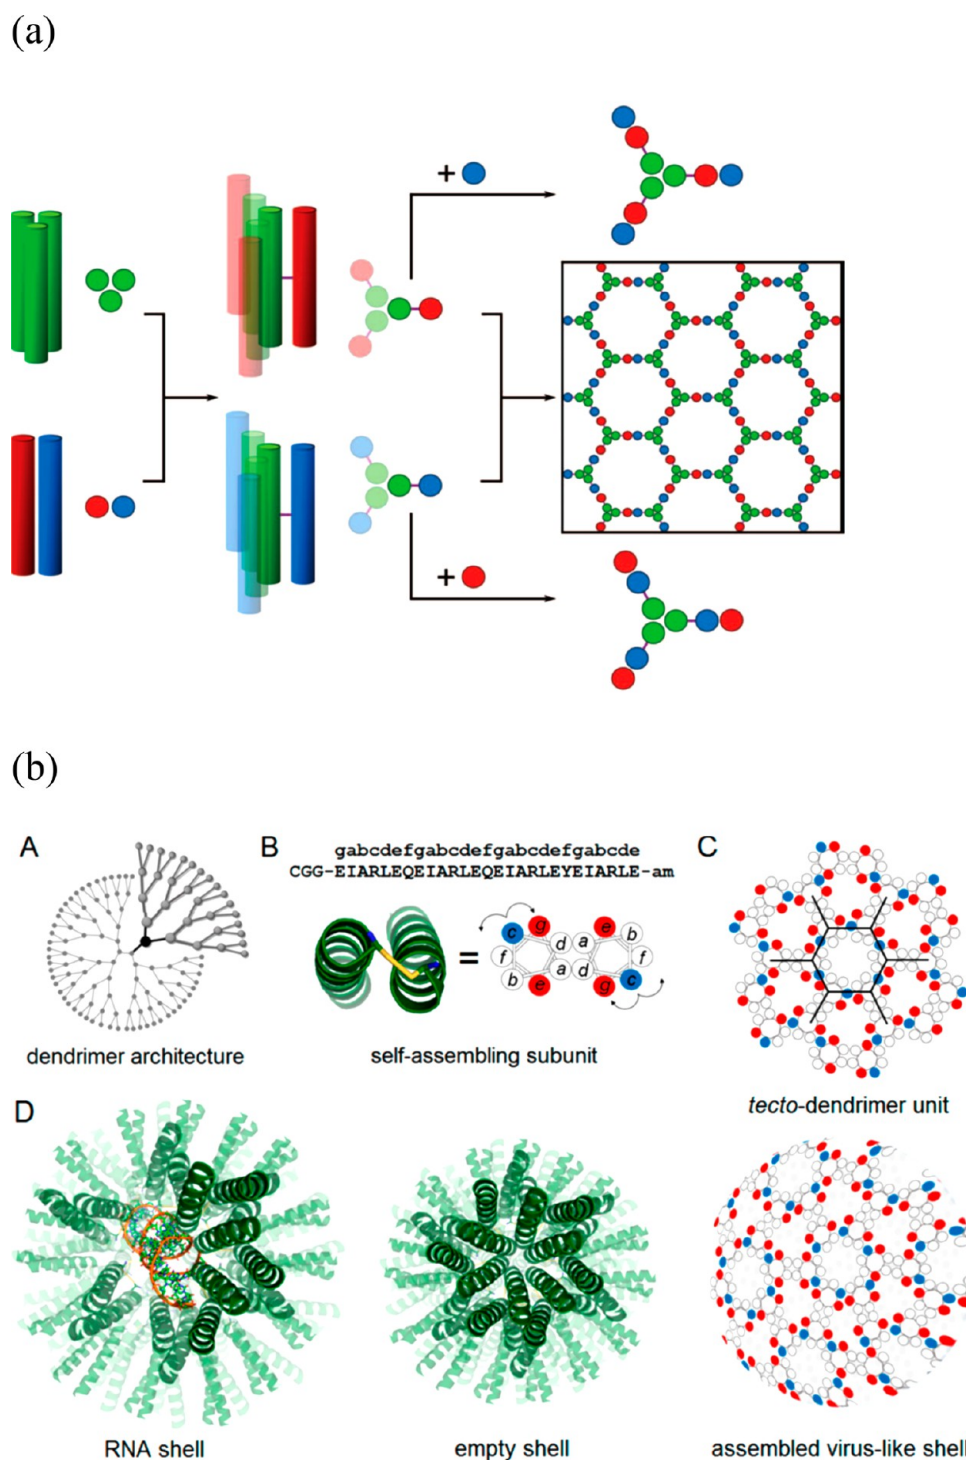 (a)
+
+
(b)
A
dendrimer architecture
B
gabcdefgabcdefgabcdefgabcde
CGG-EIARLEQEIARLEQEIARLEYEIARLE-am
=
c g e b
f d a f
b a d c
e g
self-assembling subunit
C
tecto-dendrimer unit
D
RNA shell
empty shell
assembled virus-like shell